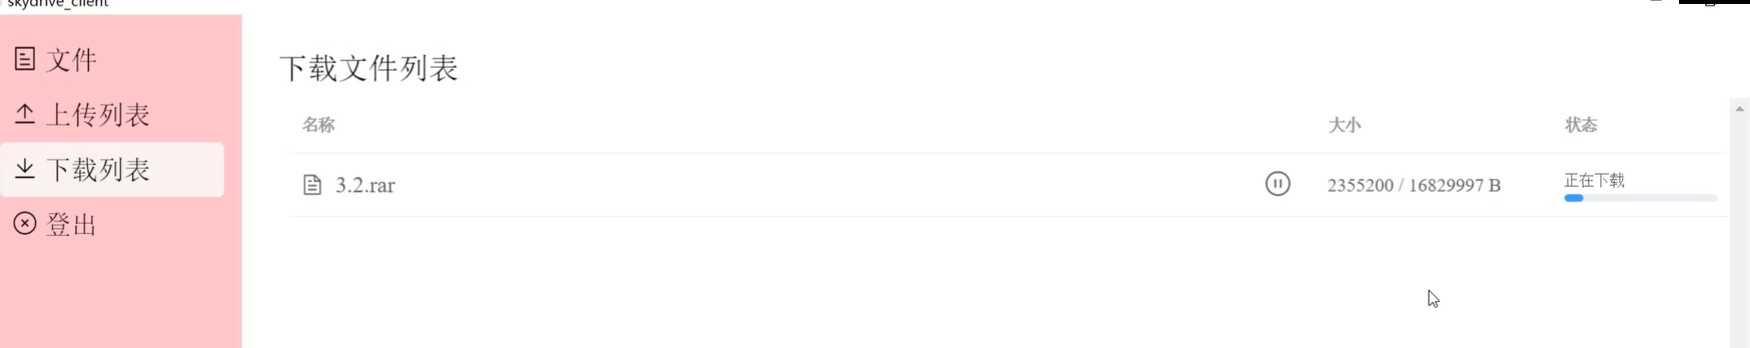 skydrive_client
文件
上传列表
下载列表
登出
下载文件列表
名称 大小 状态
3.2.rar 2355200 / 16829997 B 正在下载